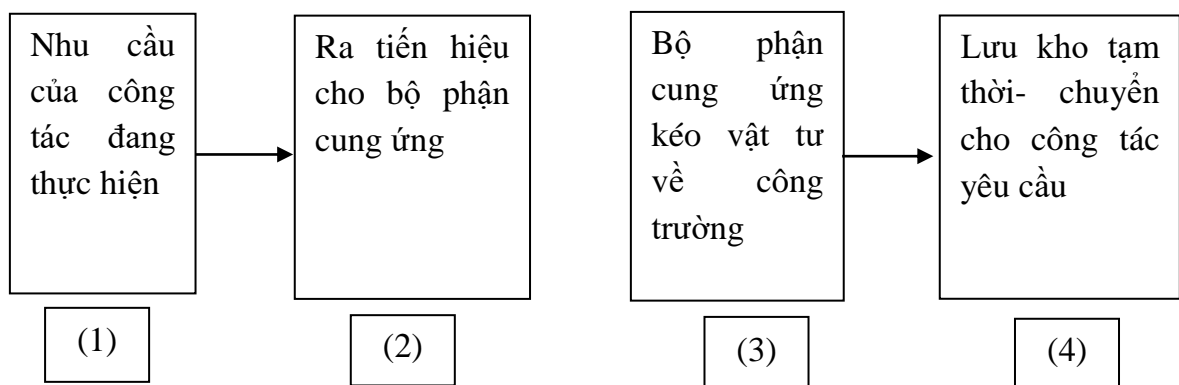 Nhu cầu
của công
tác đang
thực hiện
(1)
Ra tiến hiệu
cho bộ phận
cung ứng
(2)
Bộ phận
cung ứng
kéo vật tư
về công
trường
(3)
Lưu kho tạm
thời- chuyển
cho công tác
yêu cầu
(4)